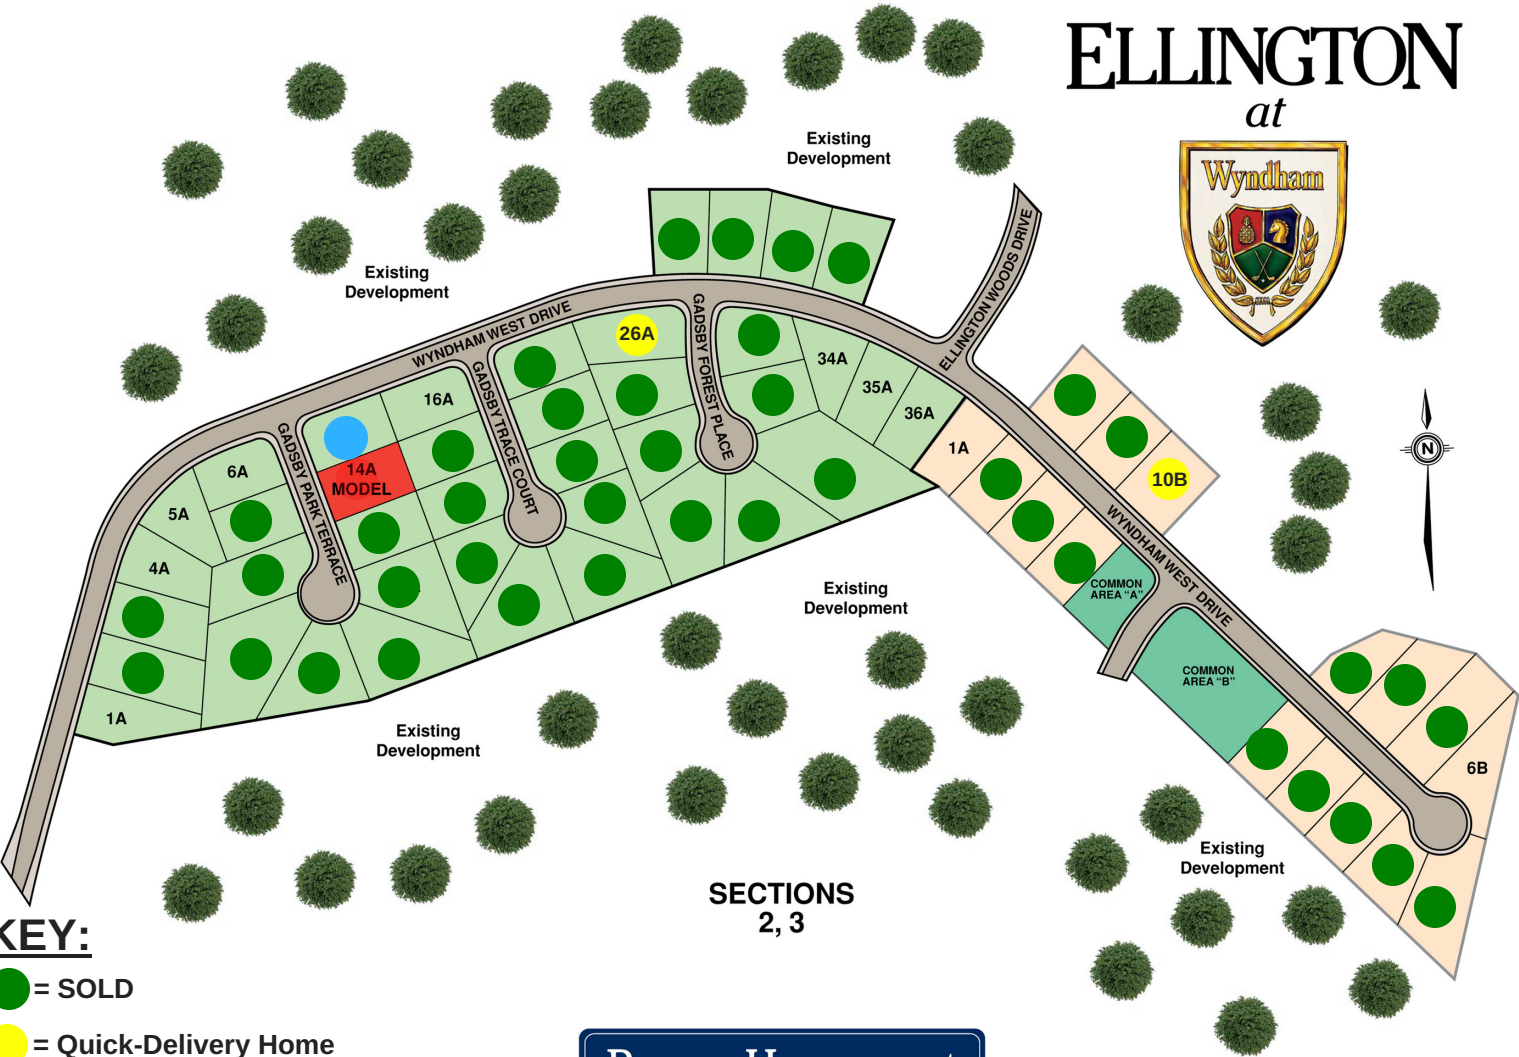 ELLINGTON
at
Wyndham
Existing
Development
Existing
Development
ELLINGTON WOODS DRIVE
WYNDHAM WEST DRIVE
GADSBY FOREST PLACE
26A
34A
35A
36A
GADSBY TRACE COURT
16A
GADSBY PARK TERRACE
14A
MODEL
6A
5A
4A
1A
1A
10B
N
WYNDHAM WEST DRIVE
COMMON
AREA "A"
COMMON
AREA "B"
6B
Existing
Development
Existing
Development
Existing
Development
SECTIONS
2, 3
KEY:
= SOLD
= Quick-Delivery Home